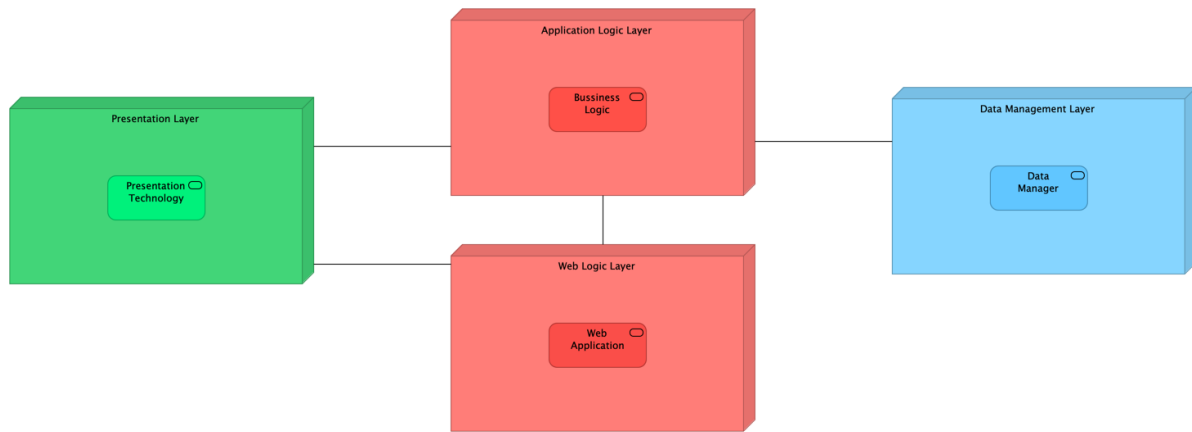 Application Logic Layer
Bussiness
Logic
Presentation Layer
Presentation
Technology
Data Management Layer
Data
Manager
Web Logic Layer
Web
Application